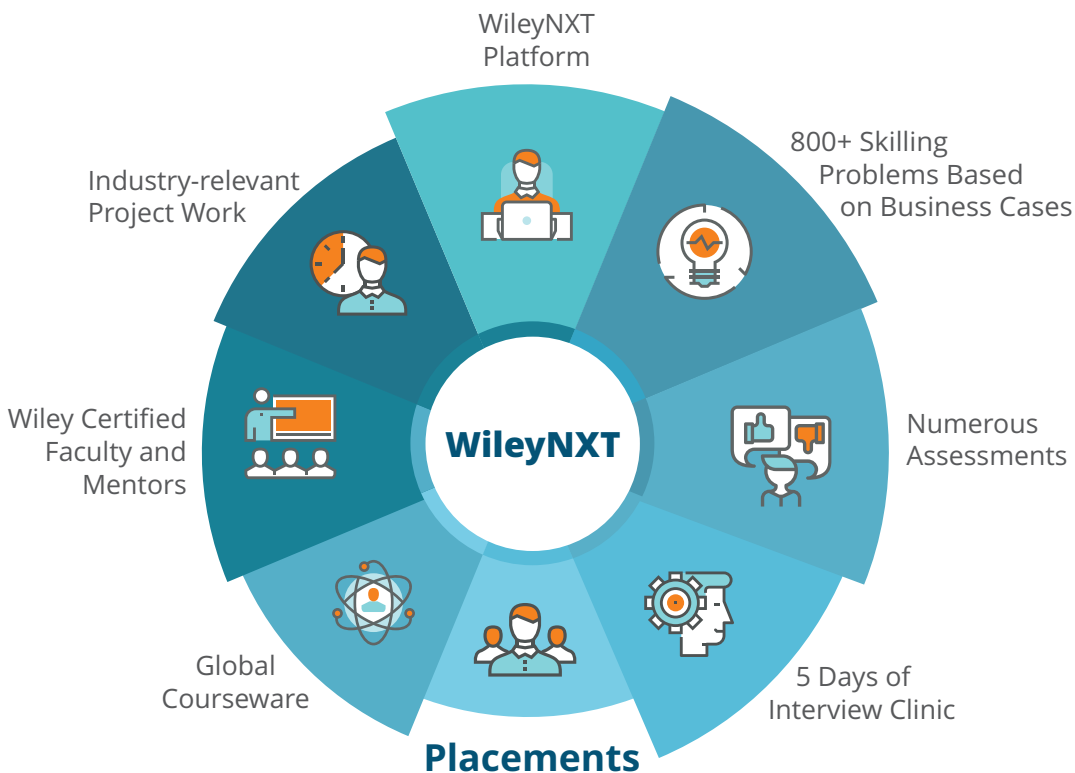 WileyNXT
Platform
800+ Skilling
Problems Based
on Business Cases
Numerous
Assessments
5 Days of
Interview Clinic
Placements
Global
Courseware
Wiley Certified
Faculty and
Mentors
Industry-relevant
Project Work
WileyNXT